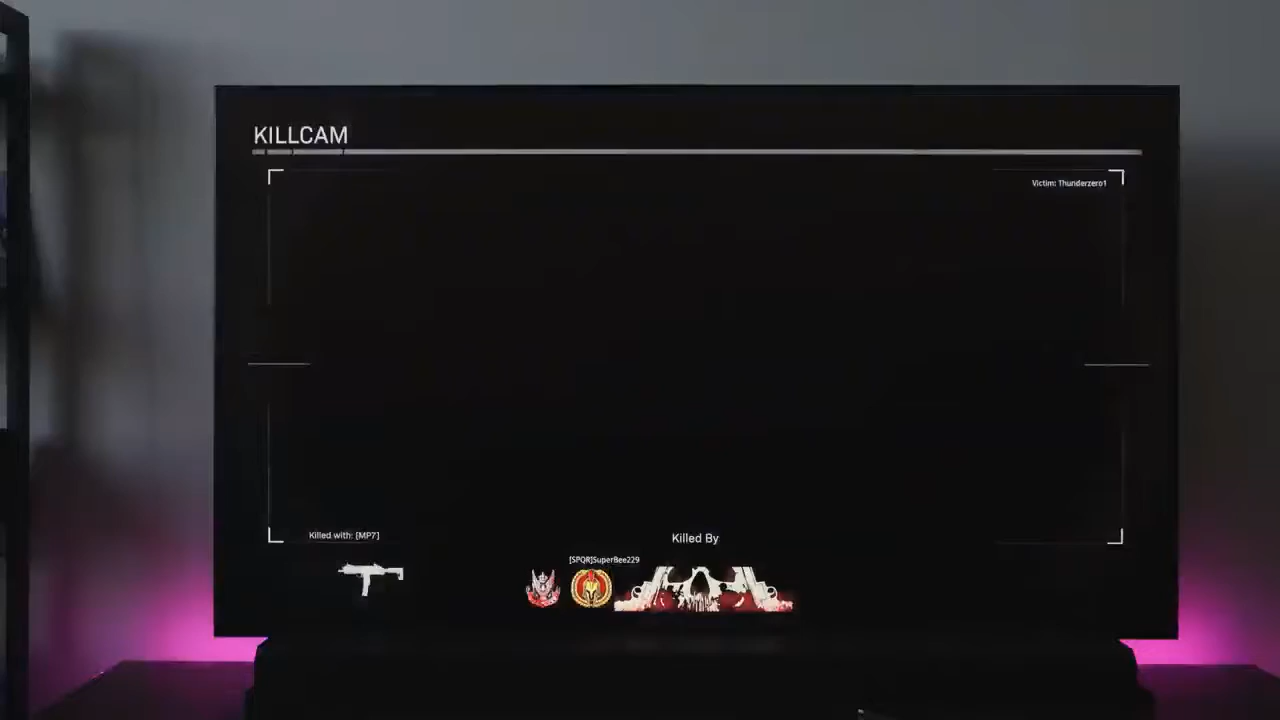 KILLCAM
Victim: Thunderzero1
Killed with: [MP7]
Killed By
[SPQR]SuperBee229